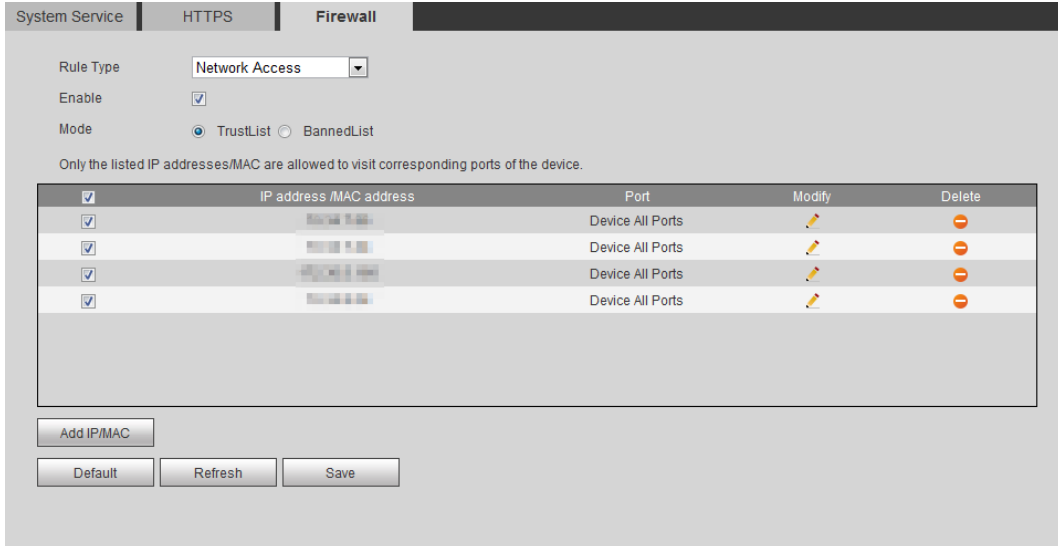 System Service HTTPS Firewall
Rule Type Network Access
Enable
Mode TrustList BannedList
Only the listed IP addresses/MAC are allowed to visit corresponding ports of the device.
IP address /MAC address Port Modify Delete
Device All Ports
Device All Ports
Device All Ports
Device All Ports
Add IP/MAC
Default Refresh Save